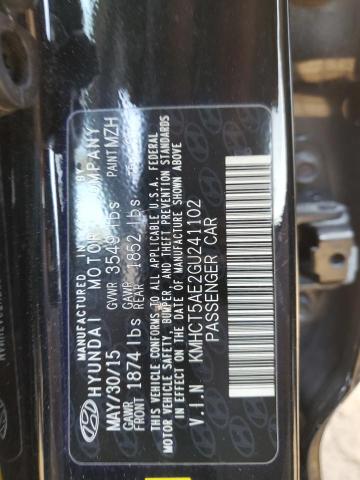 MANUFACTURED IN BY
HYUNDAI MOTOR COMPANY
MAY/30/15 GVWR 3549 lbs PAINT MZH
GAWR FRONT 1874 lbs GAWR REAR 1852 lbs
THIS VEHICLE CONFORMS TO ALL APPLICABLE U.S.A. FEDERAL
MOTOR VEHICLE SAFETY, BUMPER, AND THEFT PREVENTION STANDARDS
IN EFFECT ON THE DATE OF MANUFACTURE SHOWN ABOVE
V.I.N KMHCT5AE2GU241102
PASSENGER CAR